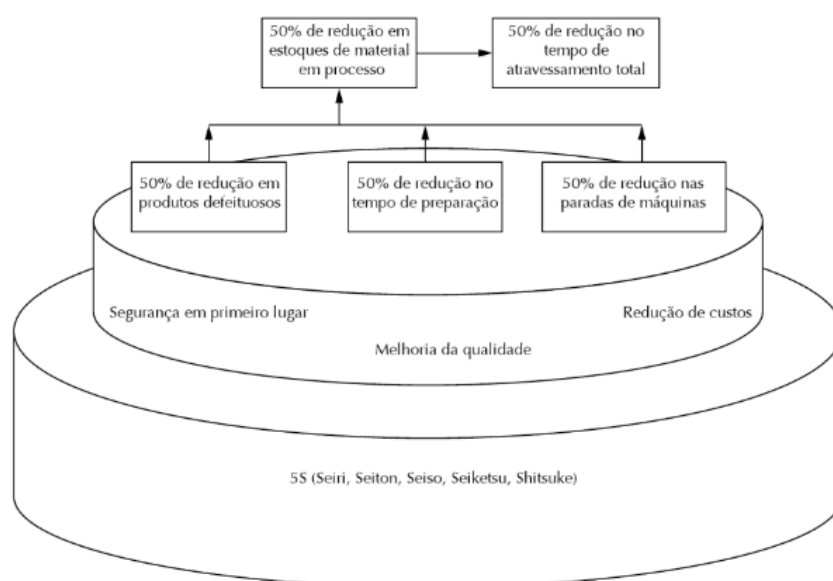 50% de redução em
estoques de material
em processo
50% de redução no
tempo de
atravessamento total
50% de redução em
produtos defeituosos
50% de redução no
tempo de preparação
50% de redução nas
paradas de máquinas
Segurança em primeiro lugar
Redução de custos
Melhoria da qualidade
5S (Seiri, Seiton, Seiso, Seiketsu, Shitsuke)